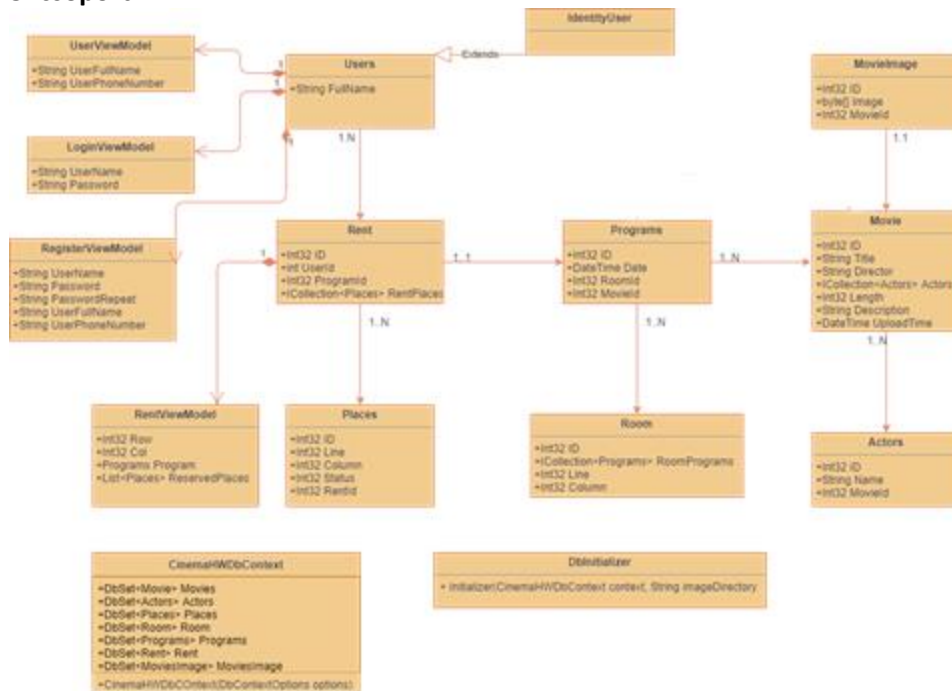 IdentityUser
UserViewModel
+String UserFullName
+String UserPhoneNumber
1
Users
+String FullName
Extends
MovieImage
+Int32 ID
+byte[] Image
+Int32 MovieId
1
LoginViewModel
+String UserName
+String Password
1.N
1.1
RegisterViewModel
+String UserName
+String Password
+String PasswordRepeat
+String UserFullName
+String UserPhoneNumber
1
Rent
+Int32 ID
+int UserId
+Int32 ProgramId
+ICollection<Places> RentPlaces
1..1
Programs
+Int32 ID
+DateTime Date
+Int32 RoomId
+Int32 MovieId
1..N
Movie
+Int32 ID
+String Title
+String Director
+ICollection<Actors> Actors
+Int32 Length
+String Description
+DateTime UploadTime
1..N
1..N
1..N
RentViewModel
+Int32 Row
+Int32 Col
+Programs Program
+List<Places> ReservedPlaces
Places
+Int32 ID
+Int32 Line
+Int32 Column
+Int32 Status
+Int32 RentId
Room
+Int32 ID
+ICollection<Programs> RoomPrograms
+Int32 Line
+Int32 Column
Actors
+Int32 ID
+String Name
+Int32 MovieId
CinemaHWDbContext
+DbSet<Movie> Movies
+DbSet<Actors> Actors
+DbSet<Places> Places
+DbSet<Room> Room
+DbSet<Programs> Programs
+DbSet<Rent> Rent
+DbSet<MoviesImage> MoviesImage
+CinemaHWDbCOntext(DbContextOptions options)
DbInitializer
+ Initializer(CinemaHWDbContext context, String imageDirectory